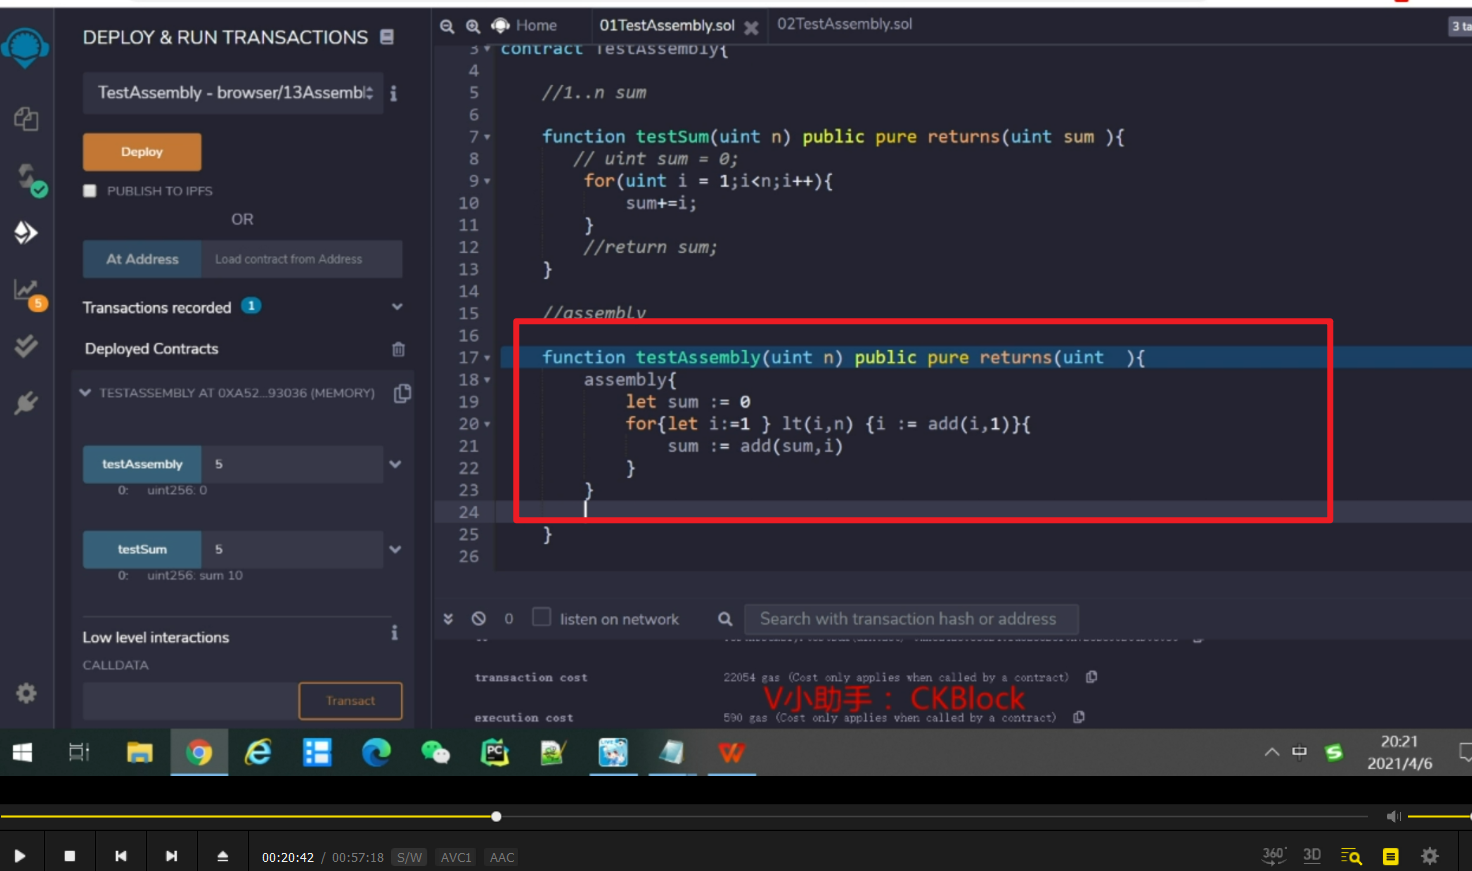 DEPLOY & RUN TRANSACTIONS
TestAssembly - browser/13Assembl
Deploy
PUBLISH TO IPFS
OR
At Address Load contract from Address
Transactions recorded 1
Deployed Contracts
TESTASSEMBLY AT 0XA52...93036 (MEMORY)
testAssembly 5
0: uint256: 0
testSum 5
0: uint256: sum 10
Low level interactions
CALLDATA
Transact
5
Home 01TestAssembly.sol 02TestAssembly.sol 3 ta
3 contract TestAssembly{
4
5 //1..n sum
6
7 function testSum(uint n) public pure returns(uint sum ){
8 // uint sum = 0;
9 for(uint i = 1;i<n;i++){
10 sum+=i;
11 }
12 //return sum;
13 }
14
15 //assembly
16
17 function testAssembly(uint n) public pure returns(uint  ){
18 assembly{
19 let sum := 0
20 for{let i:=1 } lt(i,n) {i := add(i,1)}{
21 sum := add(sum,i)
22 }
23 }
24
25 }
26
0 listen on network Search with transaction hash or address
transaction cost 22054 gas (Cost only applies when called by a contract)
V小助手： CKBlock
execution cost 590 gas (Cost only applies when called by a contract)
中
20:21
2021/4/6
00:20:42 / 00:57:18 S/W AVC1 AAC
360° 3D